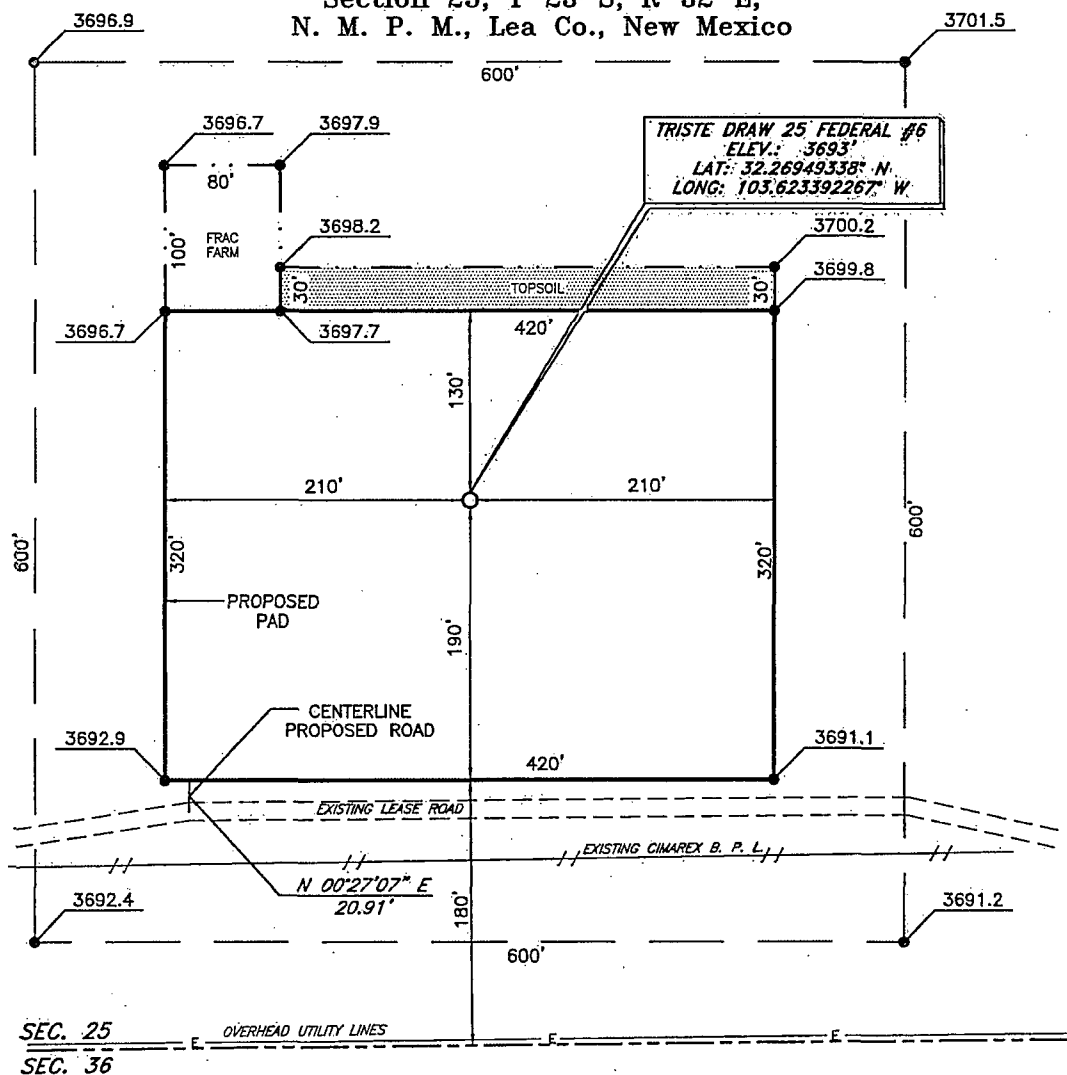 Section 25, T 23 S, R 32 E,
N. M. P. M., Lea Co., New Mexico
3696.9
3701.5
600'
TRISTE DRAW 25 FEDERAL #6
ELEV.: 3693'
LAT: 32.26949338° N
LONG: 103.623392267° W
3696.7
3697.9
80'
100'
FRAC
FARM
3698.2
3700.2
3699.8
30'
TOPSOIL
30'
3696.7
3697.7
420'
130'
210'
210'
600'
320'
320'
600'
PROPOSED
PAD
190'
CENTERLINE
PROPOSED ROAD
3692.9
3691.1
420'
EXISTING LEASE ROAD
EXISTING CIMAREX B. P. L.
N 00°27'07" E
20.91'
180'
3692.4
3691.2
600'
SEC. 25
OVERHEAD UTILITY LINES
E
E
E
SEC. 36